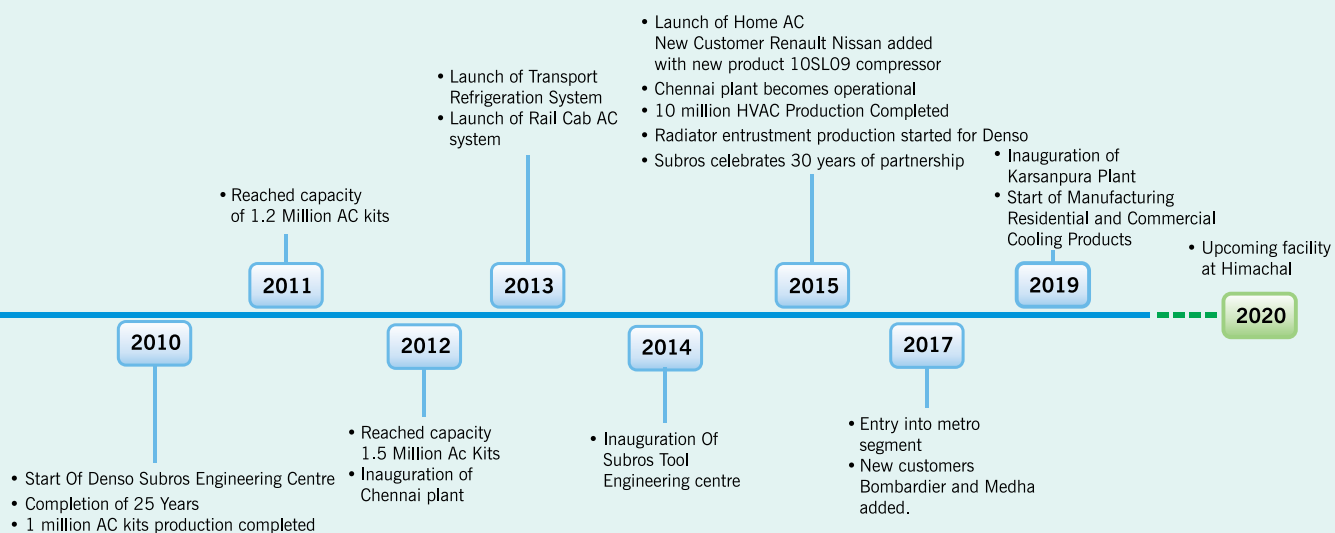 • Launch of Home AC
New Customer Renault Nissan added
with new product 10SL09 compressor
• Chennai plant becomes operational
• 10 million HVAC Production Completed
• Radiator entrustment production started for Denso
• Subros celebrates 30 years of partnership
• Launch of Transport
Refrigeration System
• Launch of Rail Cab AC
system
• Inauguration of
Karsanpura Plant
• Start of Manufacturing
Residential and Commercial
Cooling Products
• Reached capacity
of 1.2 Million AC kits
• Upcoming facility
at Himachal
2011
2013
2015
2019
2020
2010
2012
2014
2017
• Start Of Denso Subros Engineering Centre
• Completion of 25 Years
• 1 million AC kits production completed
• Reached capacity
1.5 Million Ac Kits
• Inauguration of
Chennai plant
• Inauguration Of
Subros Tool
Engineering centre
• Entry into metro
segment
• New customers
Bombardier and Medha
added.